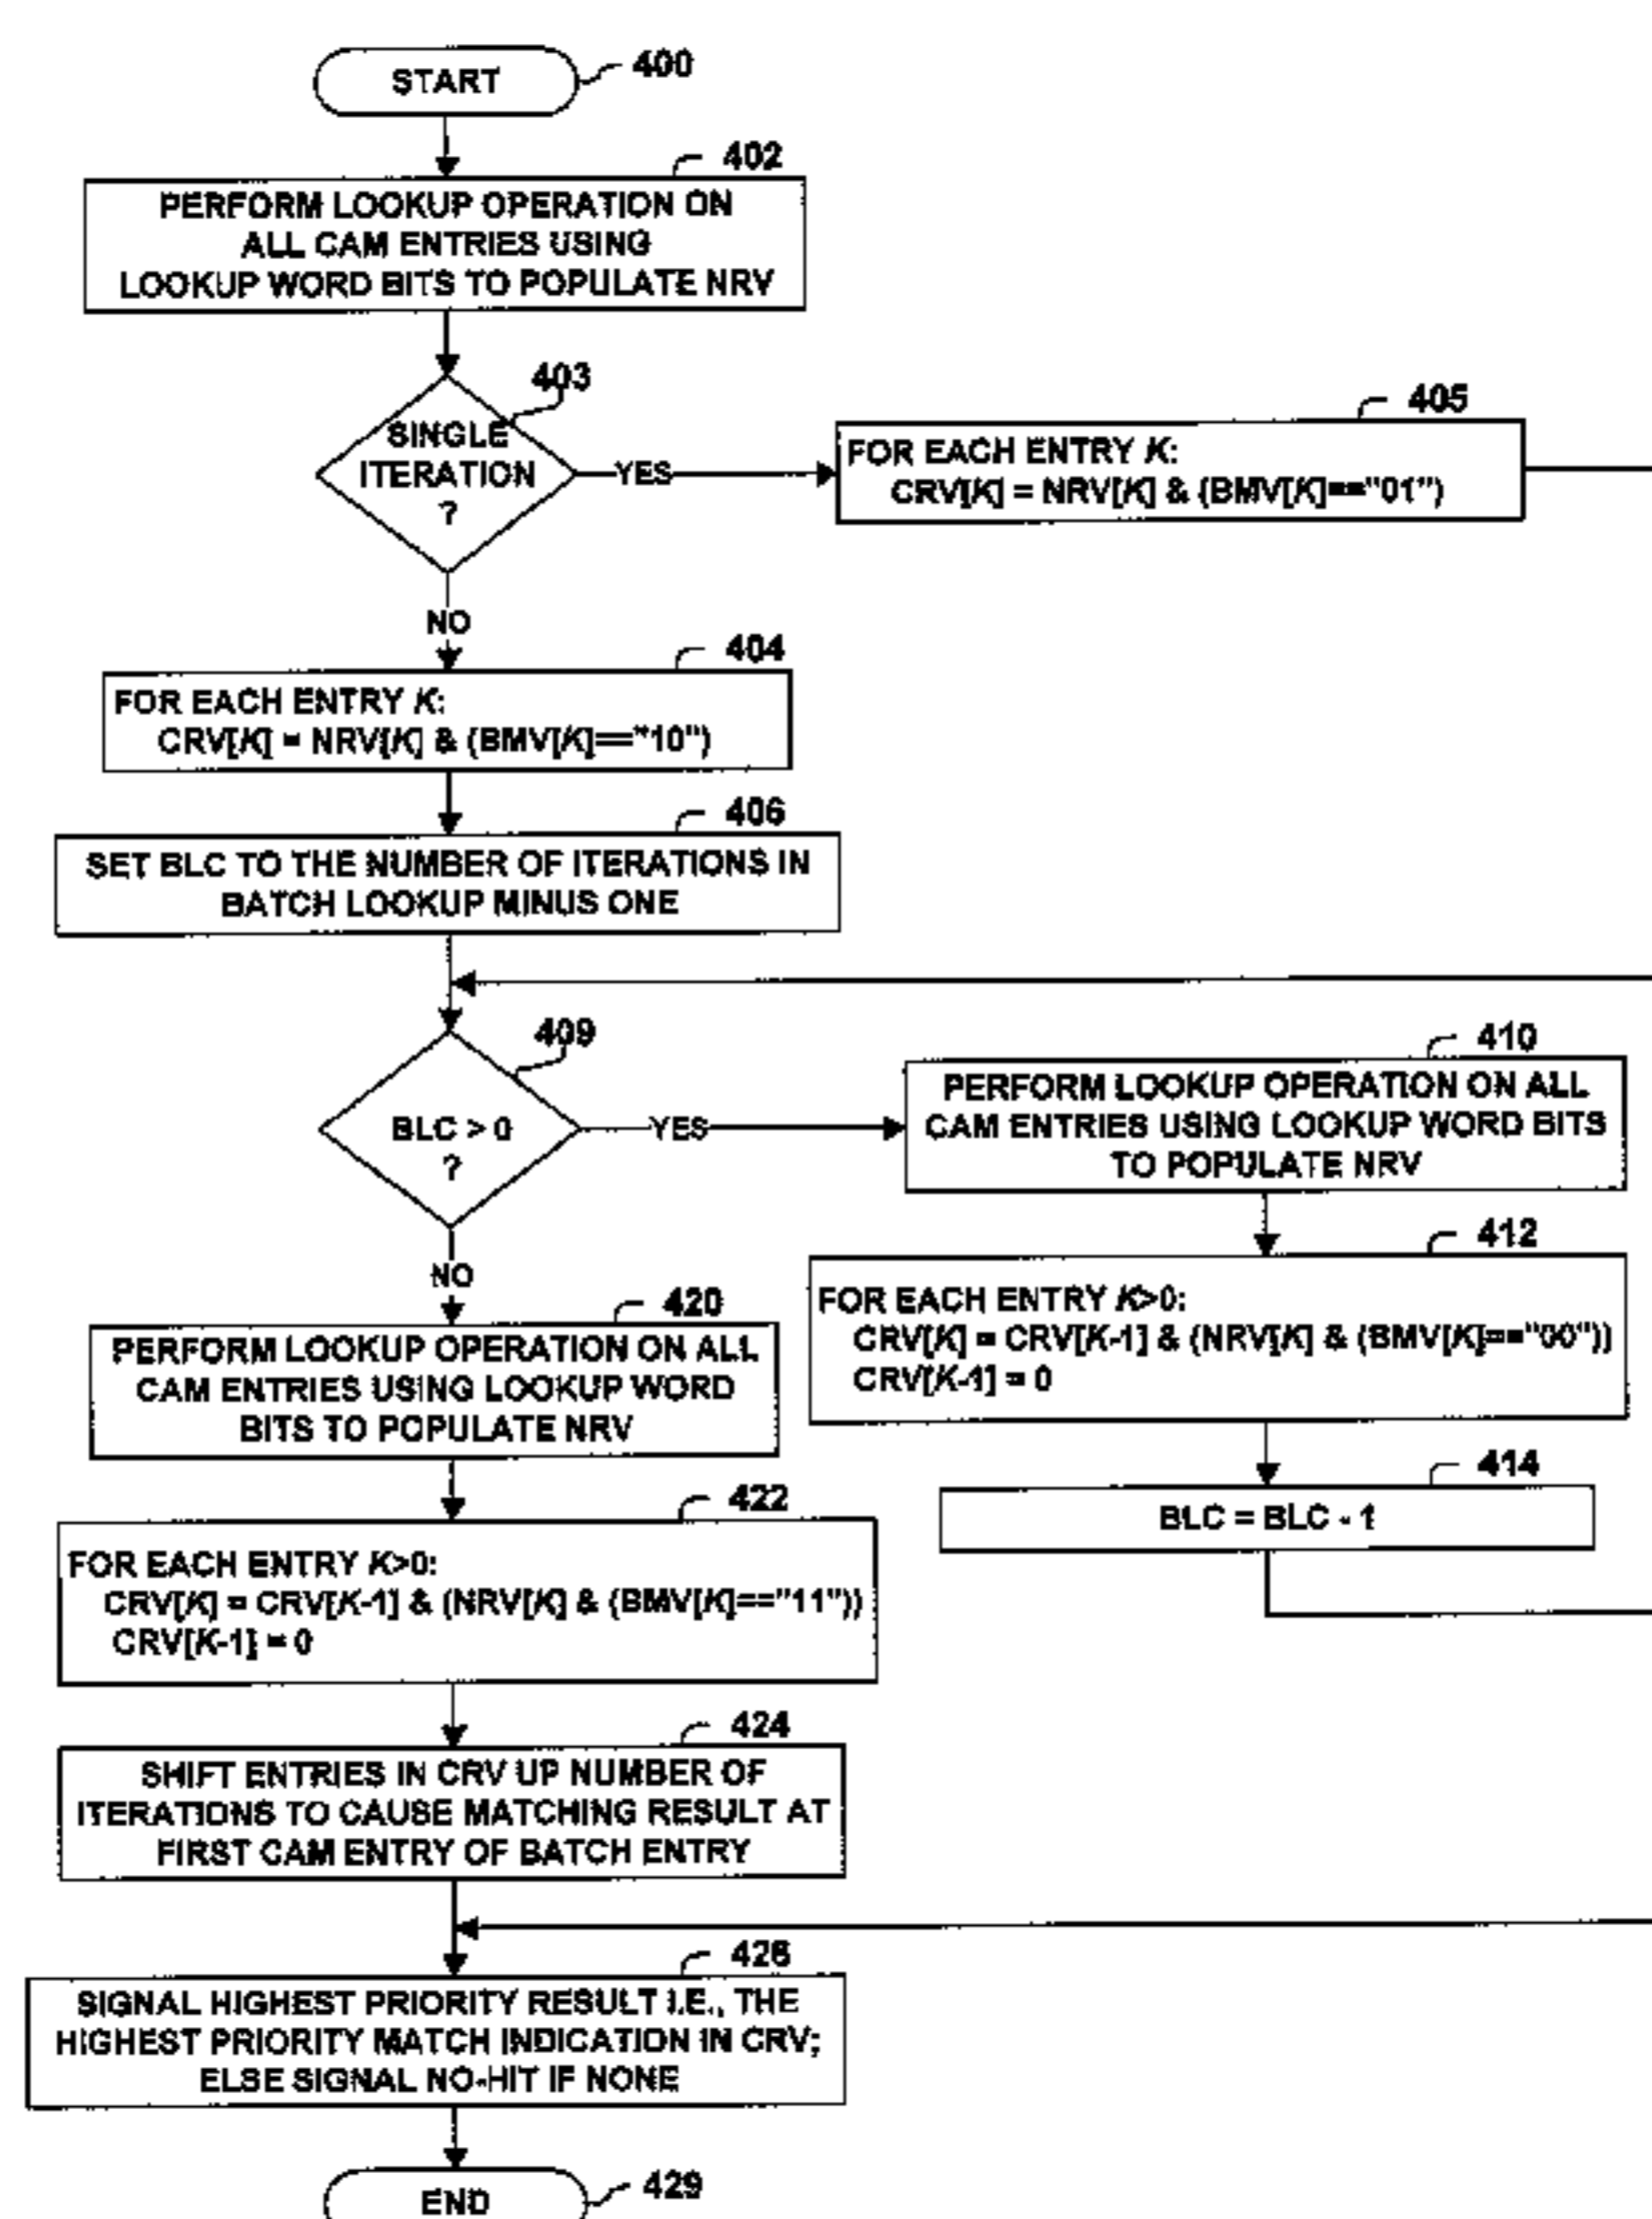 START
400
402
PERFORM LOOKUP OPERATION ON
ALL CAM ENTRIES USING
LOOKUP WORD BITS TO POPULATE NRV
403
SINGLE
ITERATION
?
YES
405
FOR EACH ENTRY K:
CRV[K] = NRV[K] & (BMV[K]=="01")
NO
404
FOR EACH ENTRY K:
CRV[K] = NRV[K] & (BMV[K]=="10")
406
SET BLC TO THE NUMBER OF ITERATIONS IN
BATCH LOOKUP MINUS ONE
409
BLC > 0
?
YES
410
PERFORM LOOKUP OPERATION ON ALL
CAM ENTRIES USING LOOKUP WORD BITS
TO POPULATE NRV
412
FOR EACH ENTRY K>0:
CRV[K] = CRV[K-1] & (NRV[K] & (BMV[K]=="00"))
CRV[K-1] = 0
414
BLC = BLC - 1
NO
420
PERFORM LOOKUP OPERATION ON ALL
CAM ENTRIES USING LOOKUP WORD
BITS TO POPULATE NRV
422
FOR EACH ENTRY K>0:
CRV[K] = CRV[K-1] & (NRV[K] & (BMV[K]=="11"))
CRV[K-1] = 0
424
SHIFT ENTRIES IN CRV UP NUMBER OF
ITERATIONS TO CAUSE MATCHING RESULT AT
FIRST CAM ENTRY OF BATCH ENTRY
428
SIGNAL HIGHEST PRIORITY RESULT I.E., THE
HIGHEST PRIORITY MATCH INDICATION IN CRV;
ELSE SIGNAL NO-HIT IF NONE
END
429